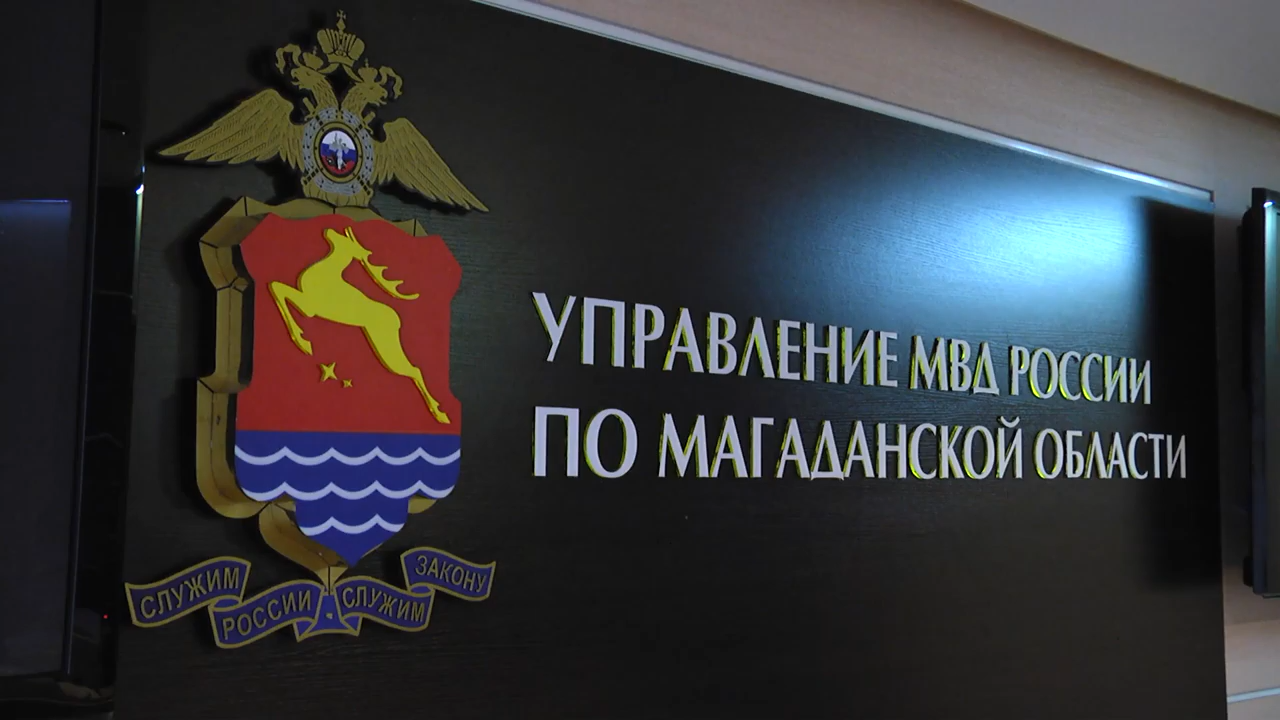 УПРАВЛЕНИЕ МВД РОССИИ
ПО МАГАДАНСКОЙ ОБЛАСТИ
СЛУЖИМ РОССИИ СЛУЖИМ ЗАКОНУ